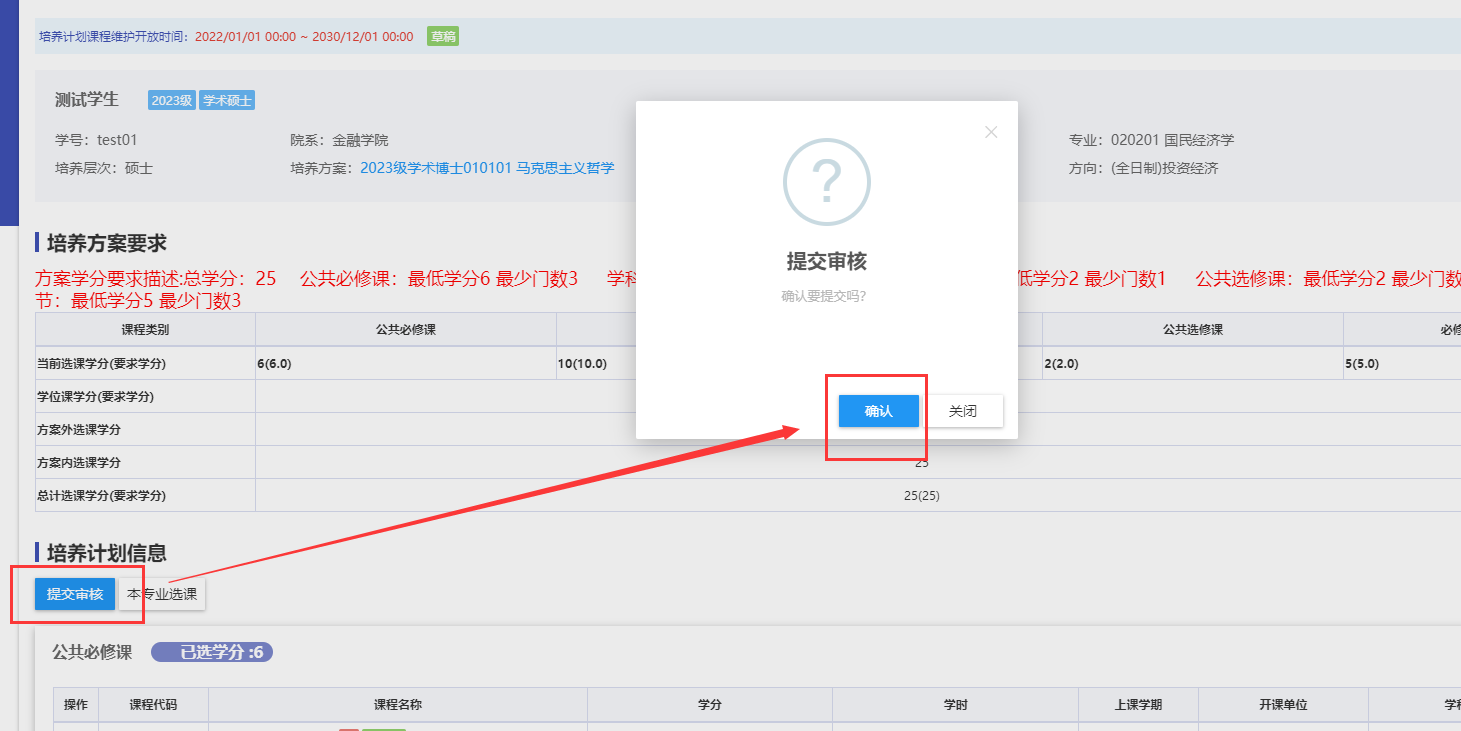 培养计划课程维护开放时间: 2022/01/01 00:00 ~ 2030/12/01 00:00 草稿
测试学生 2023级 学术硕士
学号: test01 院系: 金融学院 专业: 020201 国民经济学
培养层次: 硕士 培养方案: 2023级学术博士010101 马克思主义哲学 方向: (全日制)投资经济
提交审核
确认要提交吗?
确认 关闭
培养方案要求
方案学分要求描述:总学分: 25 公共必修课: 最低学分6 最少门数3 学科 低学分2 最少门数1 公共选修课: 最低学分2 最少门数
节: 最低学分5 最少门数3
课程类别 公共必修课 公共选修课 必修
当前选课学分(要求学分) 6(6.0) 10(10.0) 2(2.0) 5(5.0)
学位课学分(要求学分)
方案外选课学分
方案内选课学分 25
总计选课学分(要求学分) 25(25)
培养计划信息
提交审核 本专业选课
公共必修课 已选学分 :6
操作 课程代码 课程名称 学分 学时 上课学期 开课单位 学科